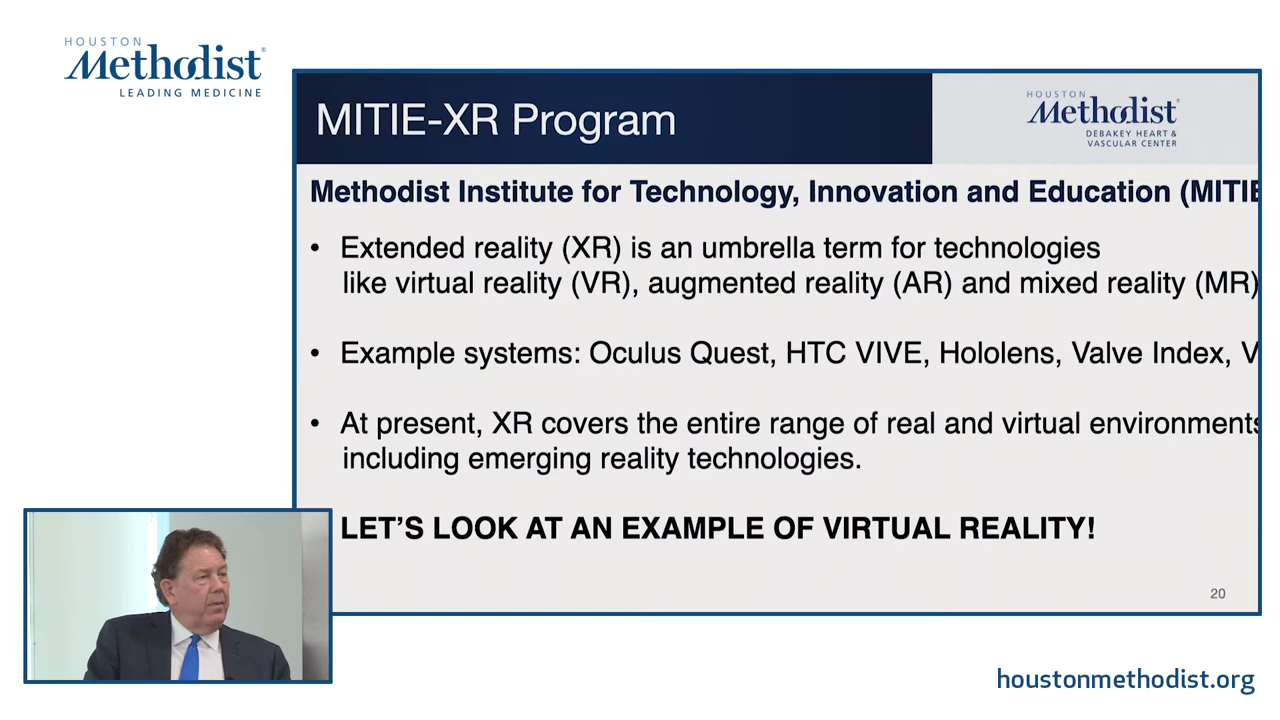 HOUSTON
Methodist
LEADING MEDICINE
MITIE-XR Program
HOUSTON
Methodist
DEBAKEY HEART &
VASCULAR CENTER
Methodist Institute for Technology, Innovation and Education (MITIE
• Extended reality (XR) is an umbrella term for technologies
like virtual reality (VR), augmented reality (AR) and mixed reality (MR)
• Example systems: Oculus Quest, HTC VIVE, Hololens, Valve Index, V
• At present, XR covers the entire range of real and virtual environments
including emerging reality technologies.
LET’S LOOK AT AN EXAMPLE OF VIRTUAL REALITY!
20
houstonmethodist.org